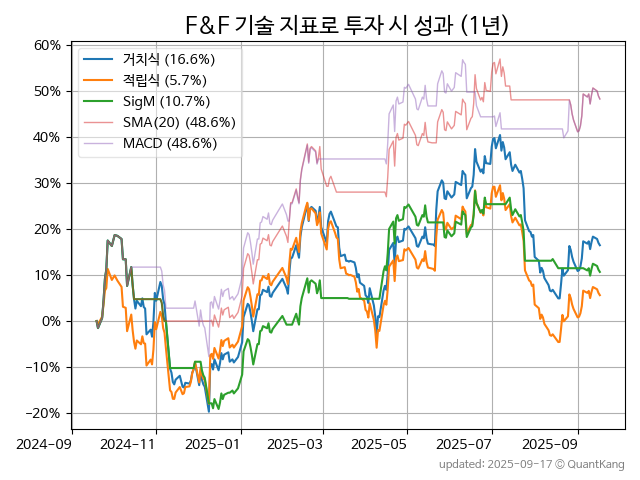 F&F 기술 지표로 투자 시 성과 (1년)
60%
50%
40%
30%
20%
10%
0%
−10%
−20%
거치식 (16.6%)
적립식 (5.7%)
SigM (10.7%)
SMA(20) (48.6%)
MACD (48.6%)
2024-09
2024-11
2025-01
2025-03
2025-05
2025-07
2025-09
updated: 2025-09-17 © QuantKang